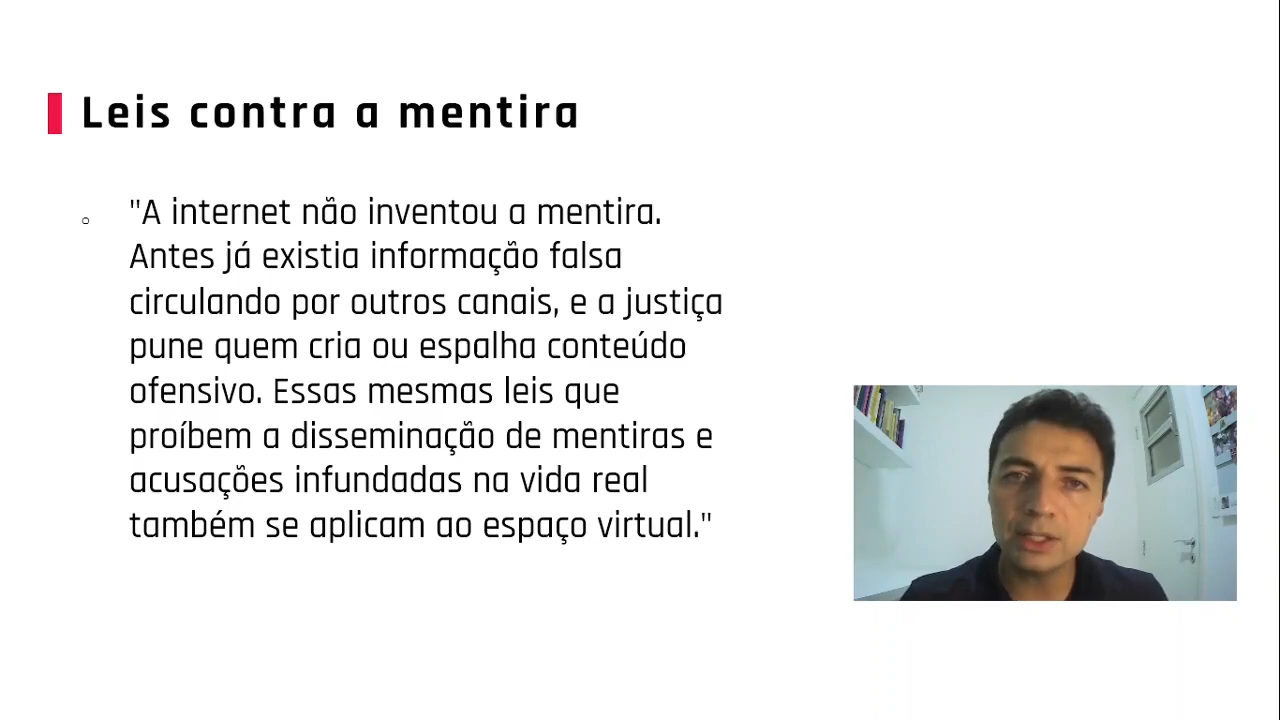 Leis contra a mentira
"A internet não inventou a mentira.
Antes já existia informação falsa
circulando por outros canais, e a justiça
pune quem cria ou espalha conteúdo
ofensivo. Essas mesmas leis que
proíbem a disseminação de mentiras e
acusações infundadas na vida real
também se aplicam ao espaço virtual."